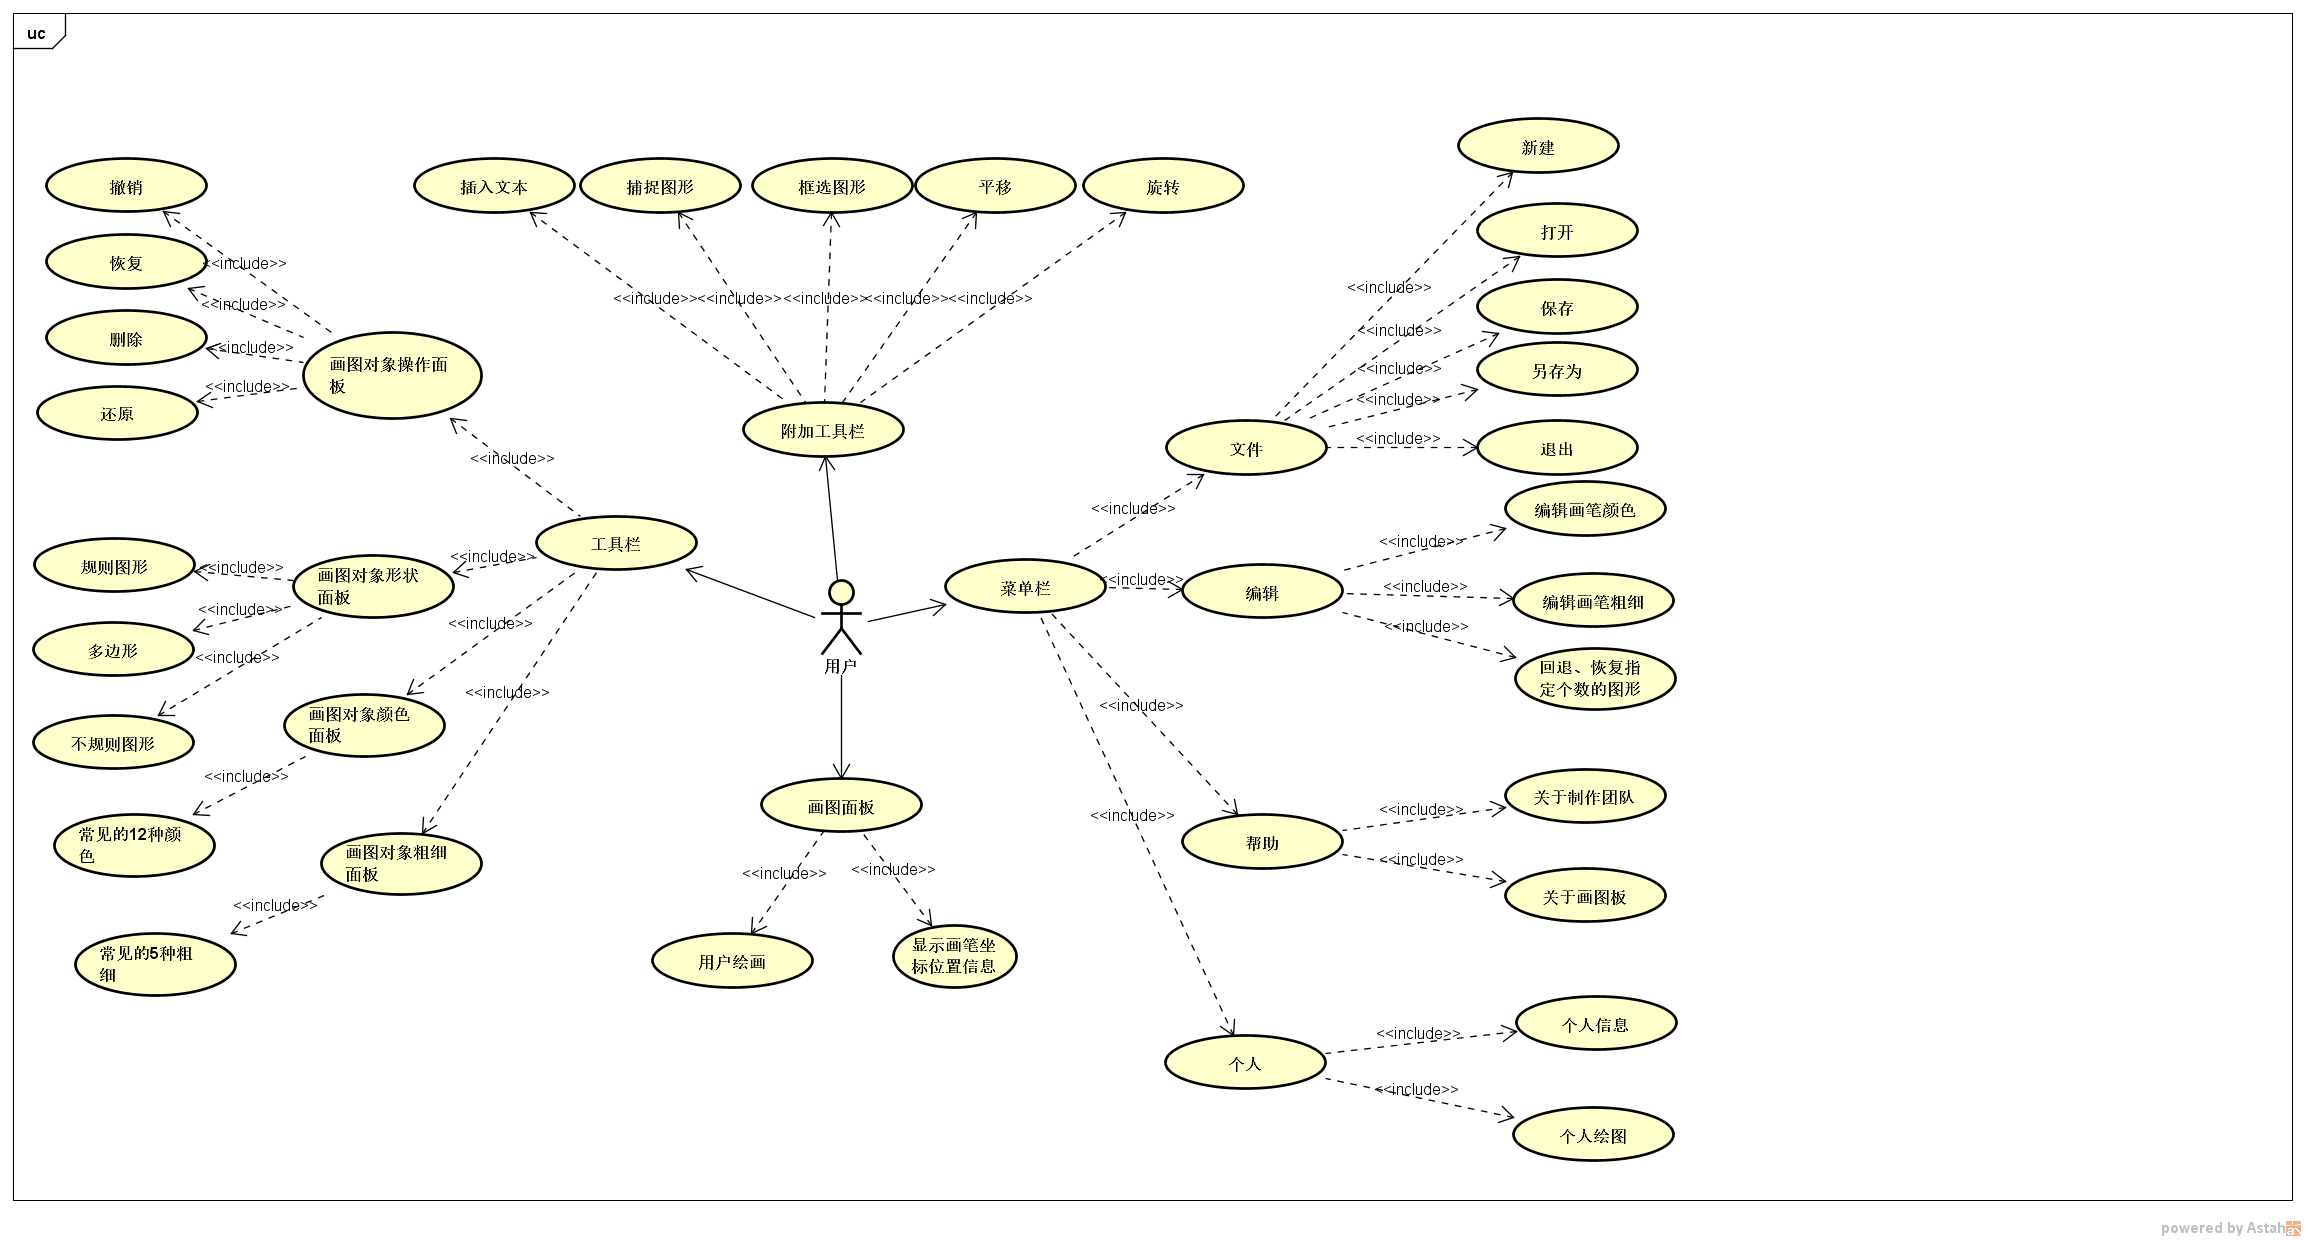 uc
新建
撤销
插入文本
捕捉图形
框选图形
平移
旋转
打开
恢复
<<include>>
<<include>>
<<include>>
<<include>>
<<include>>
<<include>>
<<include>>
<<include>>
保存
删除
<<include>>
<<include>>
画图对象操作面
板
<<include>>
另存为
还原
<<include>>
<<include>>
附加工具栏
<<include>>
文件
退出
<<include>>
<<include>>
编辑画笔颜色
工具栏
<<include>>
<<include>>
规则图形
<<include>>
画图对象形状
面板
菜单栏
<<include>>
编辑
<<include>>
编辑画笔粗细
多边形
<<include>>
<<include>>
<<include>>
用户
<<include>>
回退、恢复指
定个数的图形
<<include>>
<<include>>
不规则图形
画图对象颜色
面板
<<include>>
画图面板
<<include>>
<<include>>
关于制作团队
常见的12种颜
色
画图对象粗细
面板
帮助
<<include>>
<<include>>
<<include>>
关于画图板
<<include>>
常见的5种粗
细
用户绘画
显示画笔坐
标位置信息
个人信息
<<include>>
个人
<<include>>
个人绘图
powered by Astah